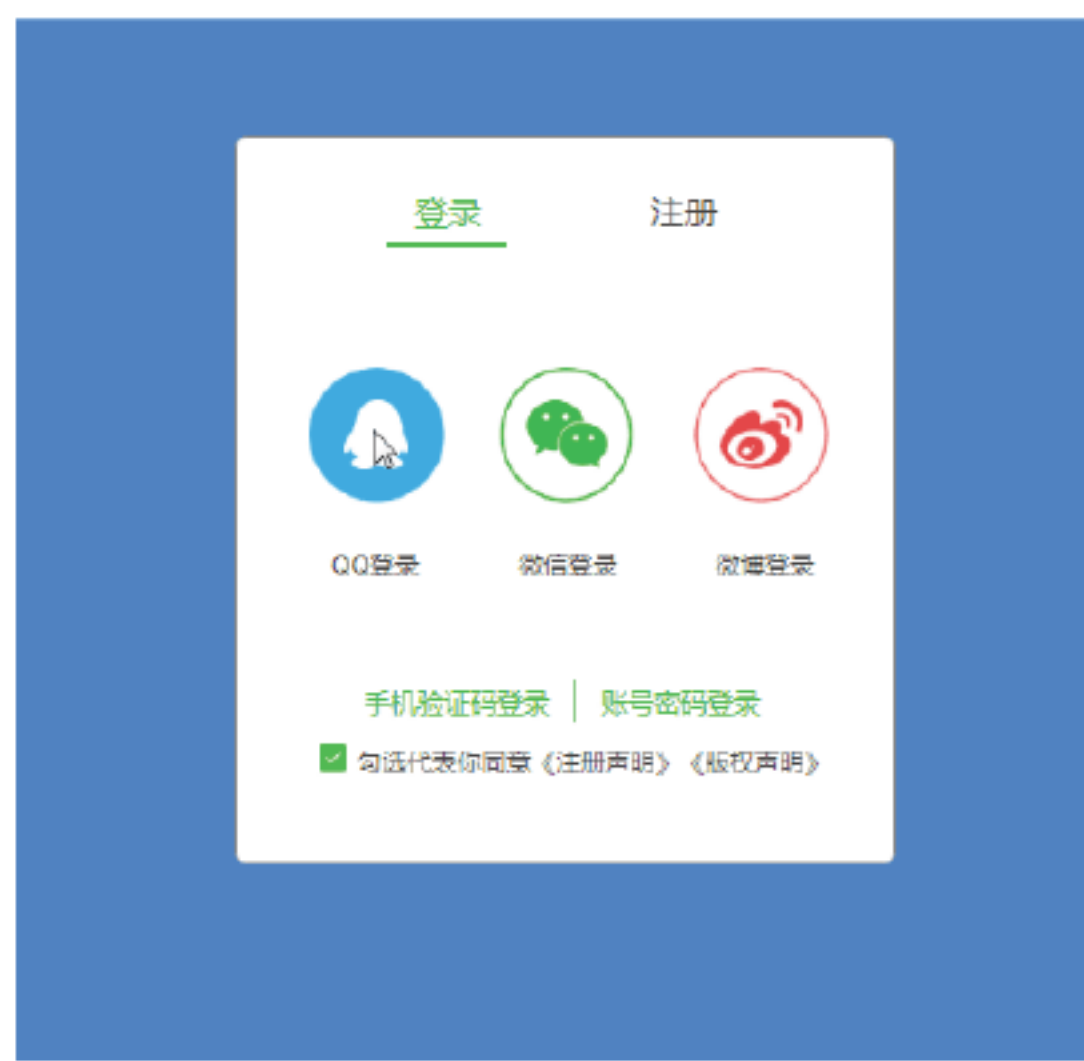 登录 注册
QQ登录 微信登录 微博登录
手机验证码登录 账号密码登录
勾选代表你同意《注册声明》《版权声明》